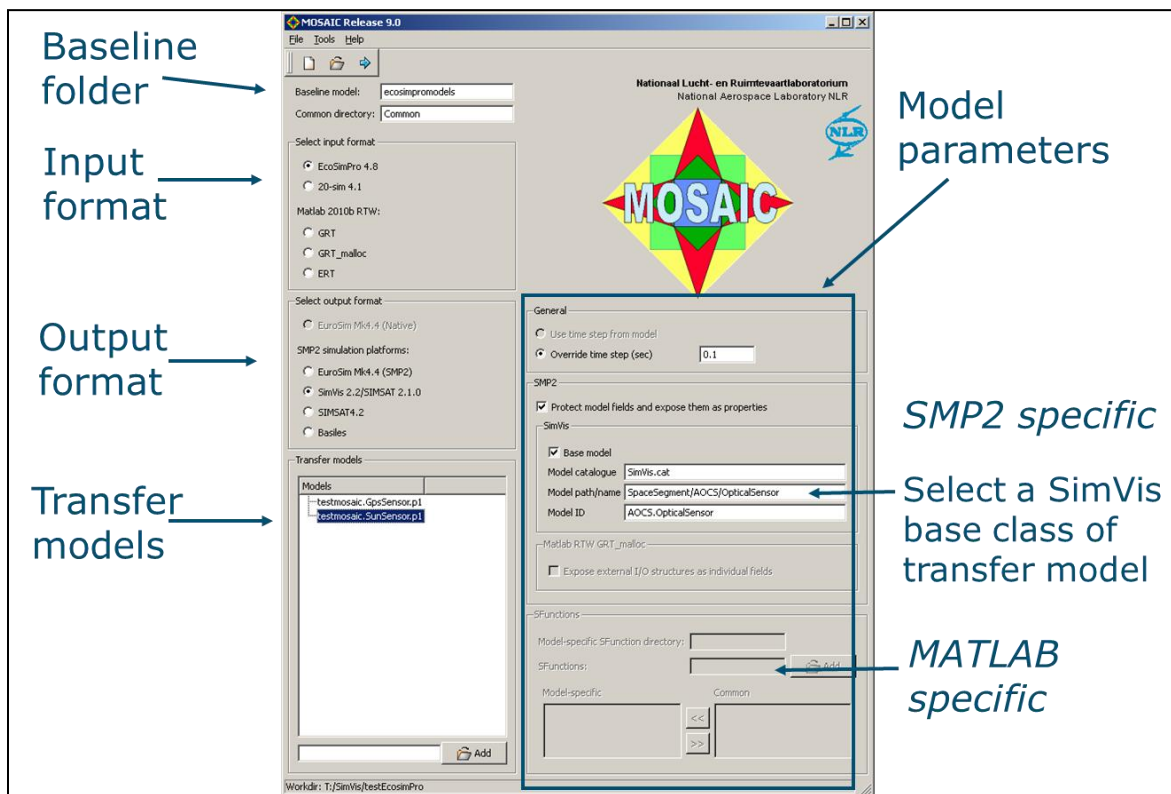 Baseline
folder
Input
format
Output
format
Transfer
models
MOSAIC Release 9.0
File Tools Help
Baseline model: ecosimpromodels
Common directory: Common
Select input format
EcoSimPro 4.8
20-sim 4.1
Matlab 2010b RTW:
GRT
GRT_malloc
ERT
Select output format
EuroSim Mk4.4 (Native)
SMP2 simulation platforms:
EuroSim Mk4.4 (SMP2)
SimVis 2.2/SIMSAT 2.1.0
SIMSAT4.2
Basiles
Transfer models
Models
testmosaic.GpsSensor.p1
testmosaic.SunSensor.p1
Add
Workdir: T:/SimVis/testEcosimPro
Nationaal Lucht- en Ruimtevaartlaboratorium
National Aerospace Laboratory NLR
NLR
MOSAIC
General
Use time step from model
Override time step (sec) 0.1
SMP2
Protect model fields and expose them as properties
SimVis
Base model
Model catalogue SimVis.cat
Model path/name SpaceSegment/AOCS/OpticalSensor
Model ID AOCS.OpticalSensor
Matlab RTW GRT_malloc
Expose external I/O structures as individual fields
SFunctions
Model-specific SFunction directory:
SFunctions: Add
Model-specific Common
<<
>>
Model
parameters
SMP2 specific
Select a SimVis
base class of
transfer model
MATLAB
specific